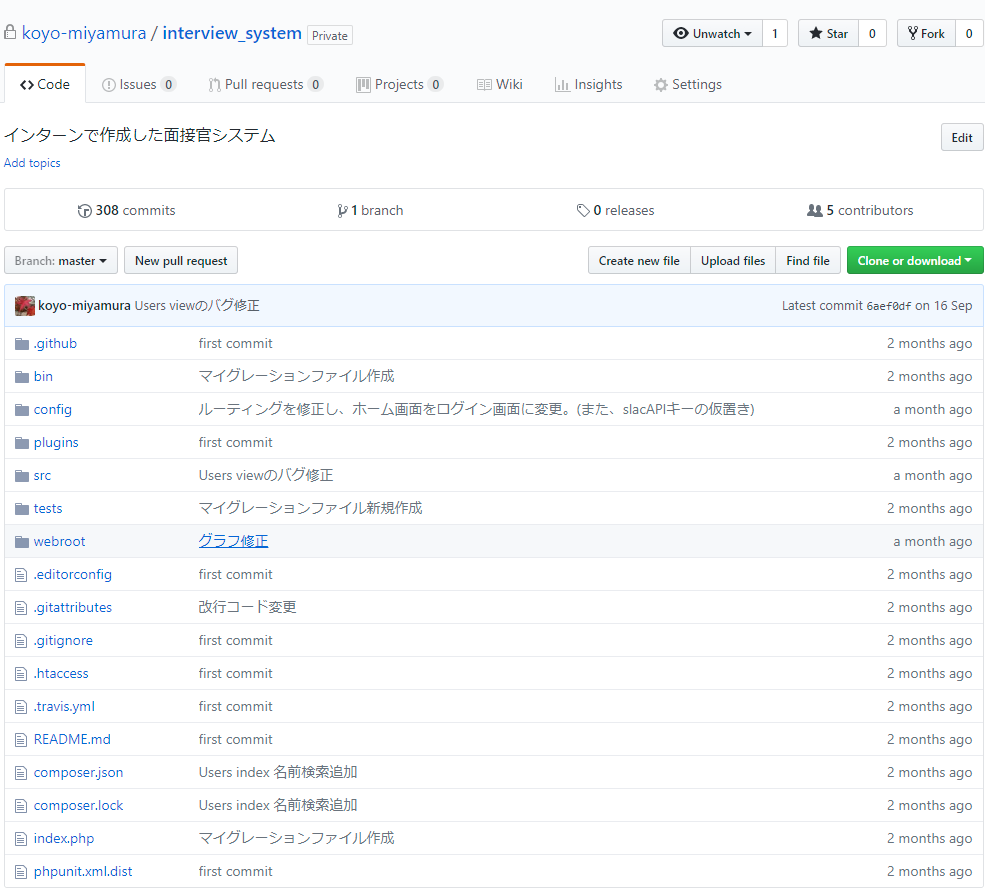 koyo-miyamura / interview_system Private Unwatch 1 Star 0 Fork 0
Code Issues 0 Pull requests 0 Projects 0 Wiki Insights Settings
インターンで作成した面接官システム Edit
Add topics
308 commits 1 branch 0 releases 5 contributors
Branch: master New pull request Create new file Upload files Find file Clone or download
koyo-miyamura Users viewのバグ修正 Latest commit 6aef0df on 16 Sep
.github first commit 2 months ago
bin マイグレーションファイル作成 2 months ago
config ルーティングを修正し、ホーム画面をログイン画面に変更。(また、slacAPIキーの仮置き) a month ago
plugins first commit 2 months ago
src Users viewのバグ修正 a month ago
tests マイグレーションファイル新規作成 2 months ago
webroot グラフ修正 a month ago
.editorconfig first commit 2 months ago
.gitattributes 改行コード変更 2 months ago
.gitignore first commit 2 months ago
.htaccess first commit 2 months ago
.travis.yml first commit 2 months ago
README.md first commit 2 months ago
composer.json Users index 名前検索追加 2 months ago
composer.lock Users index 名前検索追加 2 months ago
index.php マイグレーションファイル作成 2 months ago
phpunit.xml.dist first commit 2 months ago